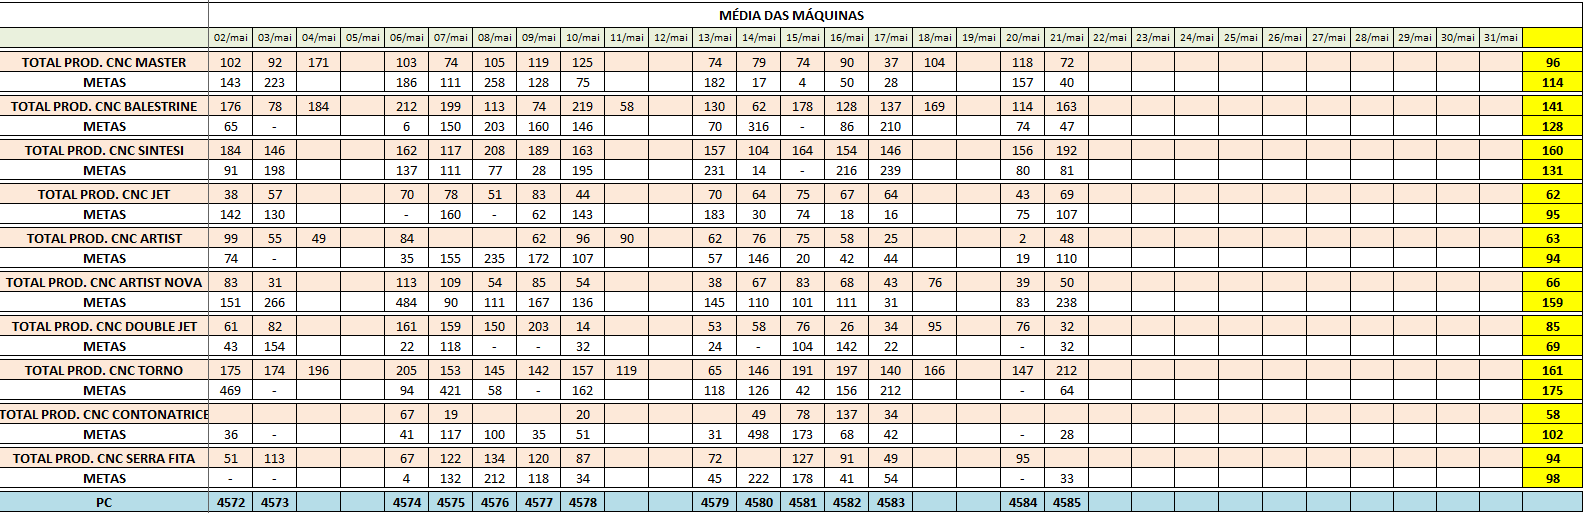 MÉDIA DAS MÁQUINAS
02/mai 03/mai 04/mai 05/mai 06/mai 07/mai 08/mai 09/mai 10/mai 11/mai 12/mai 13/mai 14/mai 15/mai 16/mai 17/mai 18/mai 19/mai 20/mai 21/mai 22/mai 23/mai 24/mai 25/mai 26/mai 27/mai 28/mai 29/mai 30/mai 31/mai
TOTAL PROD. CNC MASTER 102 92 171 103 74 105 119 125 74 79 74 90 37 104 118 72 96
METAS 143 223 186 111 258 128 75 182 17 4 50 28 157 40 114
TOTAL PROD. CNC BALESTRINE 176 78 184 212 199 113 74 219 58 130 62 178 128 137 169 114 163 141
METAS 65 - 6 150 203 160 146 70 316 - 86 210 74 47 128
TOTAL PROD. CNC SINTESI 184 146 162 117 208 189 163 157 104 164 154 146 156 192 160
METAS 91 198 137 111 77 28 195 231 14 - 216 239 80 81 131
TOTAL PROD. CNC JET 38 57 70 78 51 83 44 70 64 75 67 64 43 69 62
METAS 142 130 - 160 - 62 143 183 30 74 18 16 75 107 95
TOTAL PROD. CNC ARTIST 99 55 49 84 62 96 90 62 76 75 58 25 2 48 63
METAS 74 - 35 155 235 172 107 57 146 20 42 44 19 110 94
TOTAL PROD. CNC ARTIST NOVA 83 31 113 109 54 85 54 38 67 83 68 43 76 39 50 66
METAS 151 266 484 90 111 167 136 145 110 101 111 31 83 238 159
TOTAL PROD. CNC DOUBLE JET 61 82 161 159 150 203 14 53 58 76 26 34 95 76 32 85
METAS 43 154 22 118 - - 32 24 - 104 142 22 - 32 69
TOTAL PROD. CNC TORNO 175 174 196 205 153 145 142 157 119 65 146 191 197 140 166 147 212 161
METAS 469 - 94 421 58 - 162 118 126 42 156 212 - 64 175
TOTAL PROD. CNC CONTONATRICE 67 19 20 49 78 137 34 58
METAS 36 - 41 117 100 35 51 31 498 173 68 42 - 28 102
TOTAL PROD. CNC SERRA FITA 51 113 67 122 134 120 87 72 127 91 49 95 94
METAS - - 4 132 212 118 34 45 222 178 41 54 - 33 98
PC 4572 4573 4574 4575 4576 4577 4578 4579 4580 4581 4582 4583 4584 4585